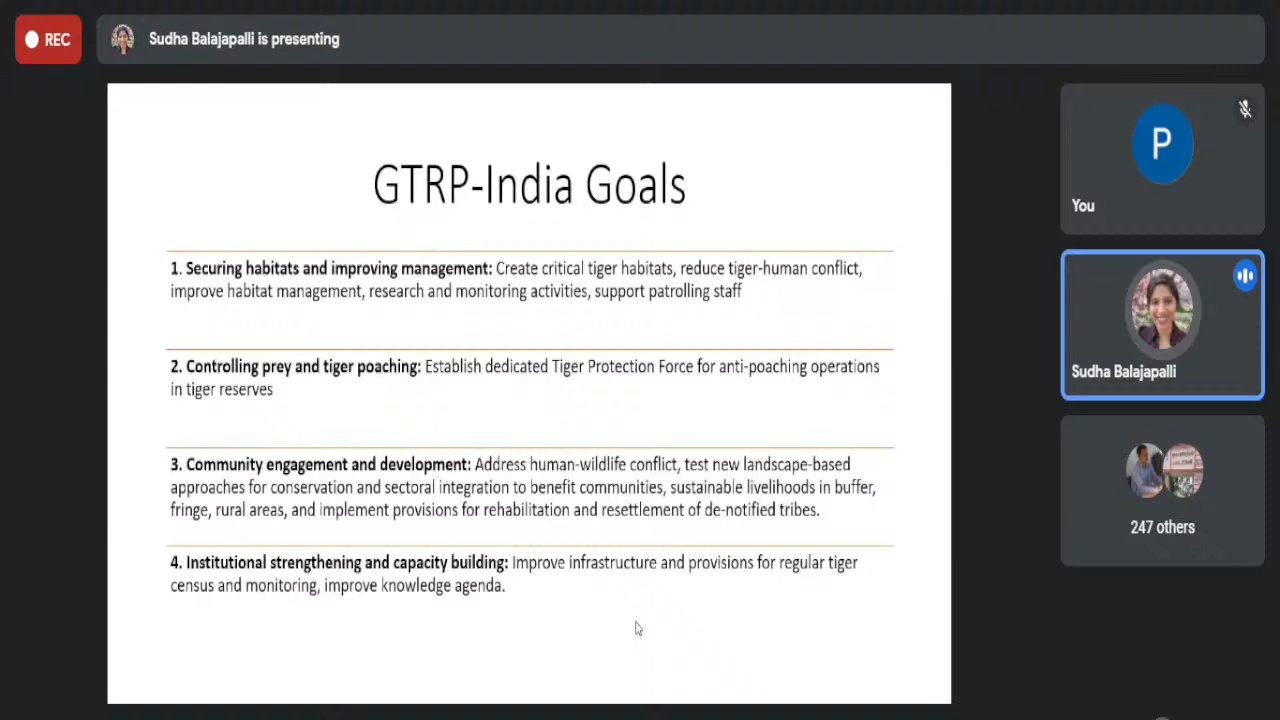 REC
Sudha Balajapalli is presenting
GTRP-India Goals
1. Securing habitats and improving management: Create critical tiger habitats, reduce tiger-human conflict,
improve habitat management, research and monitoring activities, support patrolling staff
2. Controlling prey and tiger poaching: Establish dedicated Tiger Protection Force for anti-poaching operations
in tiger reserves
3. Community engagement and development: Address human-wildlife conflict, test new landscape-based
approaches for conservation and sectoral integration to benefit communities, sustainable livelihoods in buffer,
fringe, rural areas, and implement provisions for rehabilitation and resettlement of de-notified tribes.
4. Institutional strengthening and capacity building: Improve infrastructure and provisions for regular tiger
census and monitoring, improve knowledge agenda.
P
You
Sudha Balajapalli
247 others